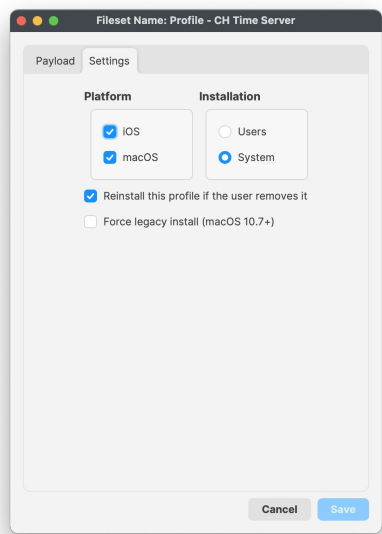 Fileset Name: Profile - CH Time Server
Payload Settings
Platform Installation
iOS Users
macOS System
Reinstall this profile if the user removes it
Force legacy install (macOS 10.7+)
Cancel Save